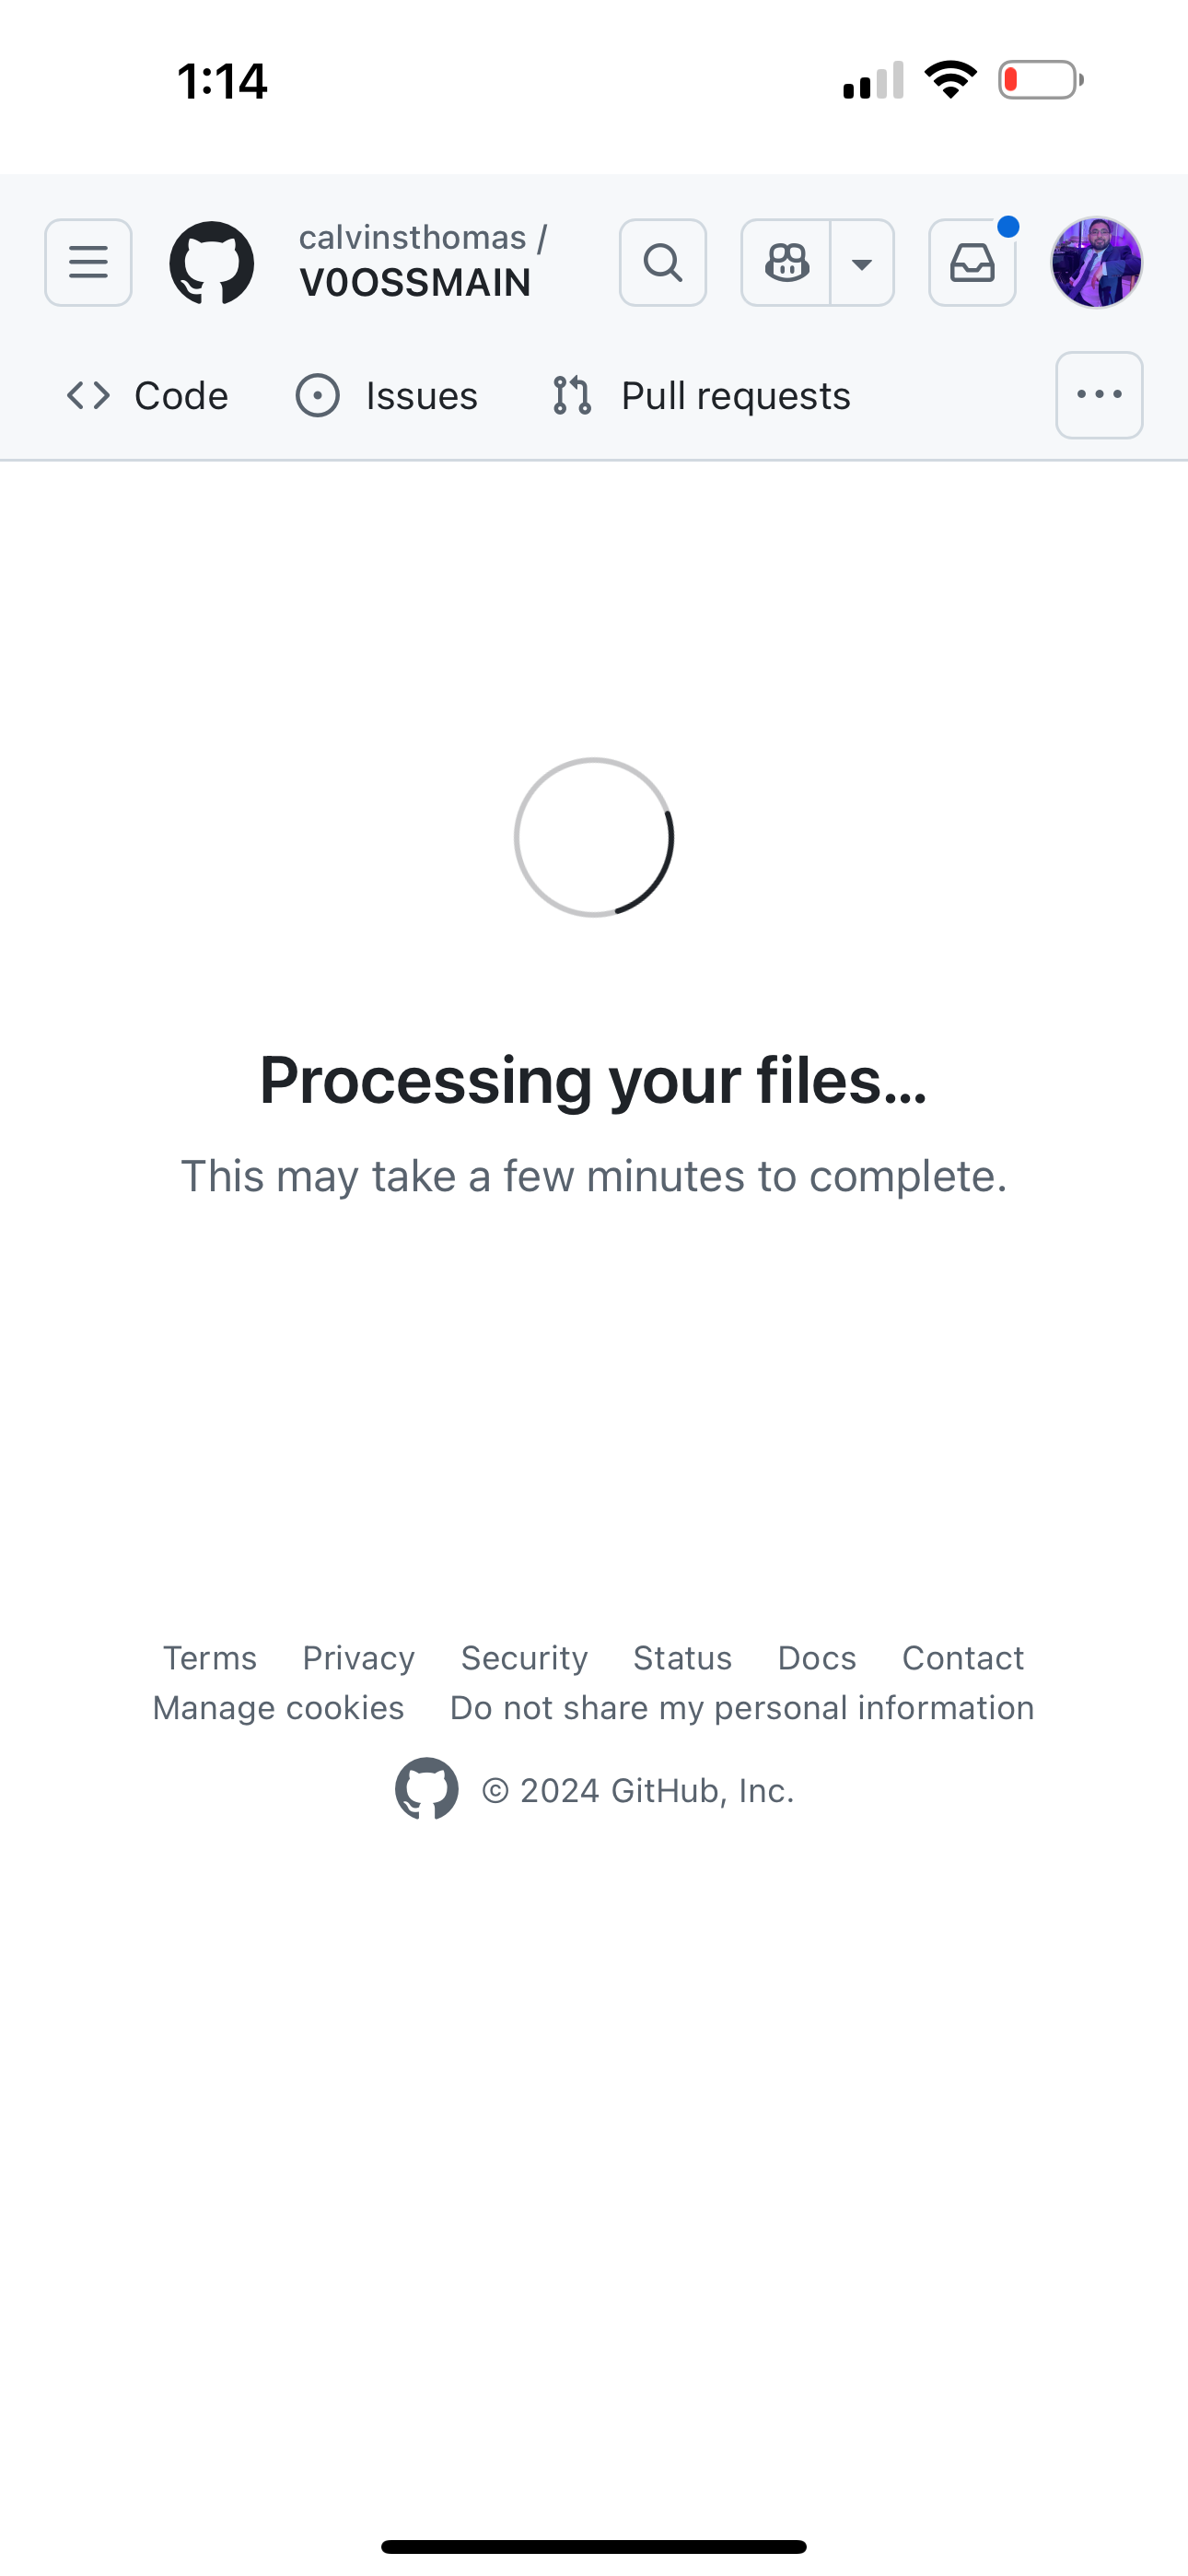 1:14
calvinsthomas /
V0OSSMAIN
Code Issues Pull requests
Processing your files...
This may take a few minutes to complete.
Terms Privacy Security Status Docs Contact
Manage cookies Do not share my personal information
© 2024 GitHub, Inc.